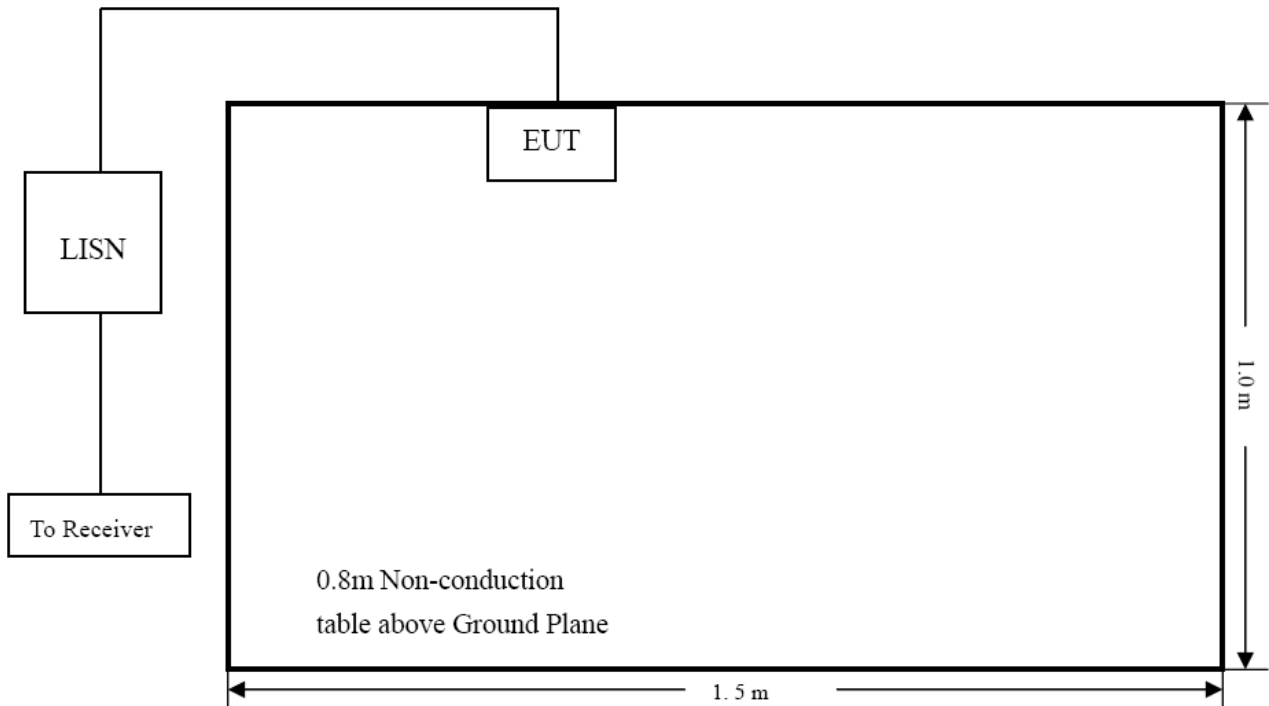 EUT
LISN
1.0 m
To Receiver
0.8m Non-conduction
table above Ground Plane
1. 5 m